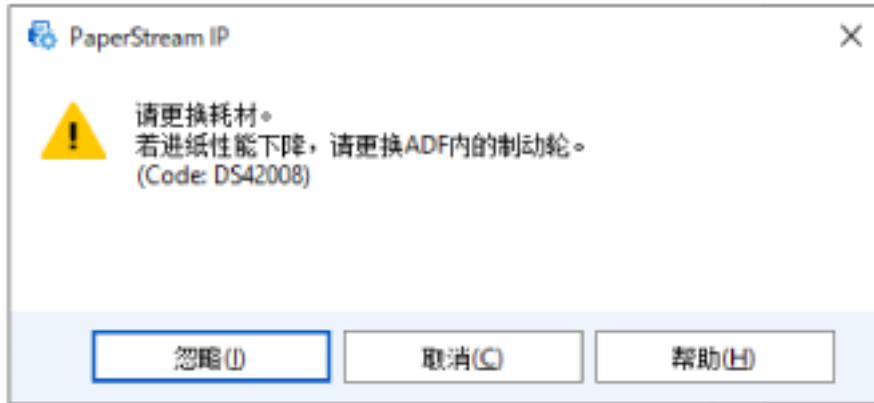 PaperStream IP
请更换耗材。
若进纸性能下降，请更换ADF内的制动轮。
(Code: DS42008)
忽略(I)
取消(C)
帮助(H)